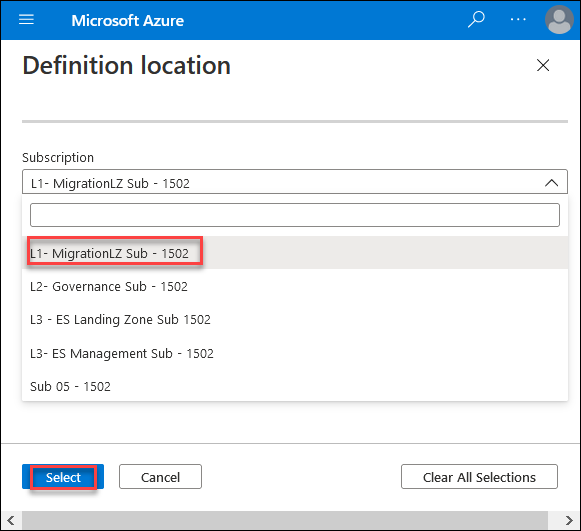 Microsoft Azure
Definition location
Subscription
L1- MigrationLZ Sub - 1502
L1- MigrationLZ Sub - 1502
L2- Governance Sub - 1502
L3 - ES Landing Zone Sub 1502
L3- ES Management Sub - 1502
Sub 05 - 1502
Select Cancel Clear All Selections